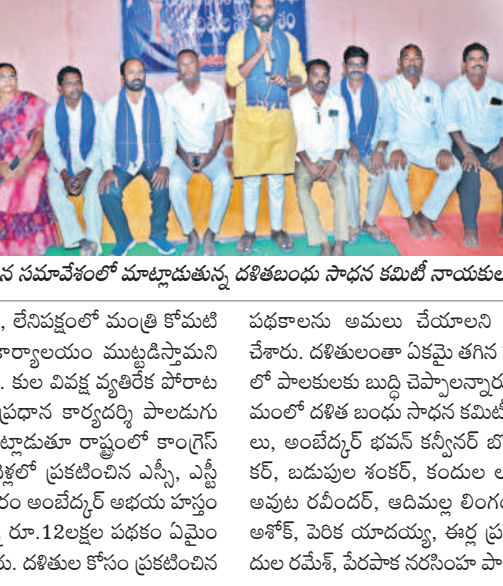 న సమావేశంలో మాట్లాడుతున్న దళితబంధు సాధన కమిటీ నాయకుల
, లేనిపక్షంలో మంత్రి కోమటి
కార్యాలయం ముట్టడిస్తామని
. కుల వివక్ష వ్యతిరేక పోరాట
ప్రధాన కార్యదర్శి పాలడుగు
ట్లాడుతూ రాష్ట్రంలో కాంగ్రెస్
ప్రకటించిన ఎస్సీ, ఎస్టీ
రం అంబేద్కర్ అభయ హస్తం
రూ.12లక్షల పథకం ఏమైం
రు. దళితుల కోసం ప్రకటించిన
పథకాలను అమలు చేయాలని
చేశారు. దళితులంతా ఏకమై తగిన
లో పాలకులకు బుద్ధి చెప్పాలన్నారు
మంలో దళిత బంధు సాధన కమిటీ
లు, అంబేద్కర్ భవన్ కన్వీనర్
కర్, బడుపుల శంకర్, కందుల
అవుట రవీందర్, ఆదిమల్ల లింగ
అశోక్, పెరిక యాదయ్య, ఈర్ల ప్ర
దుల రమేశ్, పేరపాక నరసింహ పా